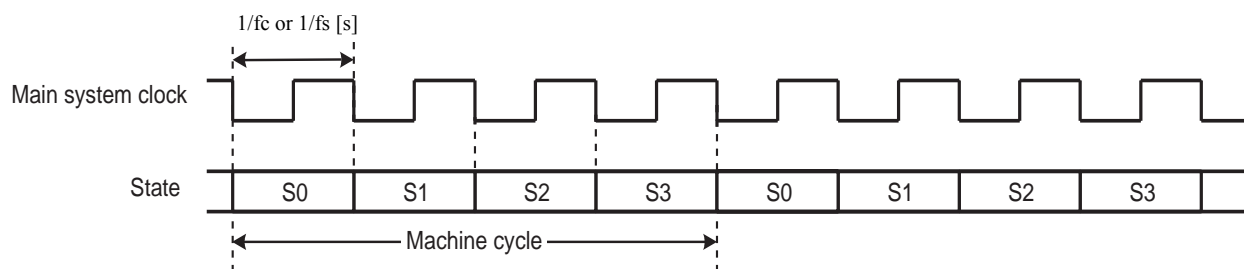 1/fc or 1/fs [s]
Main system clock
State S0 S1 S2 S3 S0 S1 S2 S3
Machine cycle